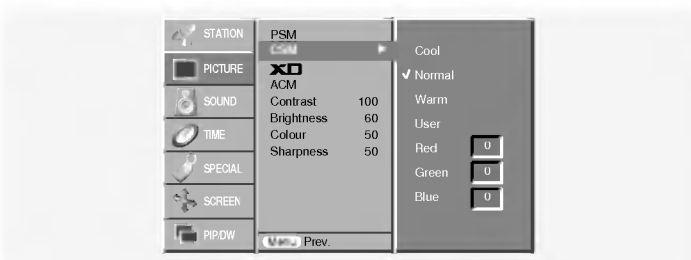 STATION
PICTURE
SOUND
TIME
SPECIAL
SCREEN
PIP/DW
PSM
CSM
XD
ACM
Contrast 100
Brightness 60
Colour 50
Sharpness 50
Menu Prev.
Cool
✔ Normal
Warm
User
Red 0
Green 0
Blue 0